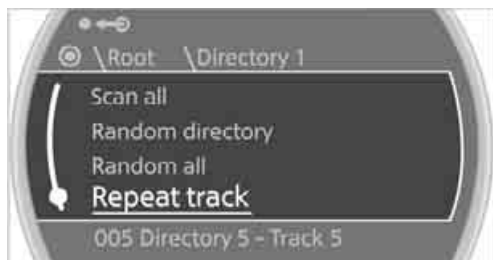 \Root \Directory 1
Scan all
Random directory
Random all
Repeat track
005 Directory 5 - Track 5